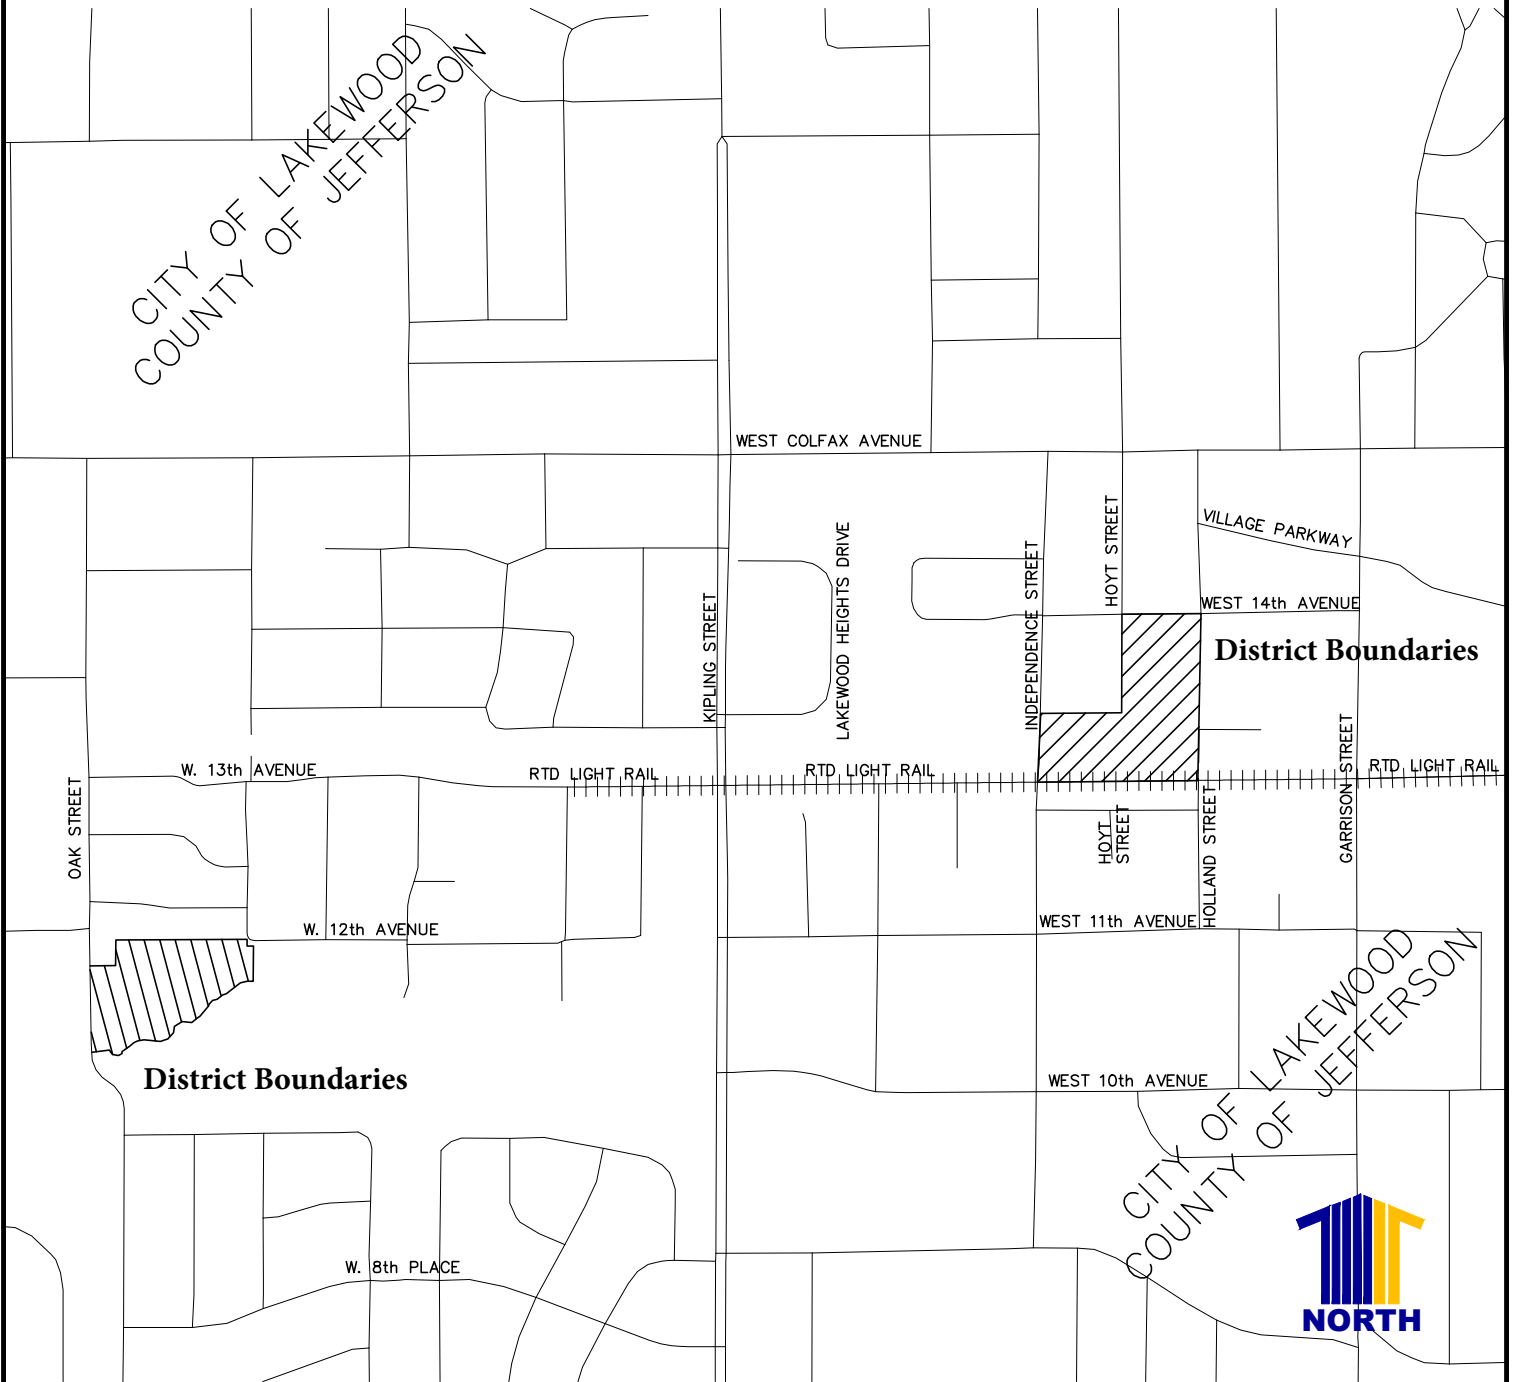 CITY OF LAKEWOOD
COUNTY OF JEFFERSON
WEST COLFAX AVENUE
VILLAGE PARKWAY
HOYT STREET
LAKEWOOD HEIGHTS DRIVE
INDEPENDENCE STREET
KIPLING STREET
WEST 14th AVENUE
District Boundaries
GARRISON STREET
W. 13th AVENUE
RTD LIGHT RAIL
RTD LIGHT RAIL
RTD LIGHT RAIL
OAK STREET
HOYT
STREET
HOLLAND STREET
W. 12th AVENUE
WEST 11th AVENUE
CITY OF LAKEWOOD
COUNTY OF JEFFERSON
District Boundaries
WEST 10th AVENUE
W. 8th PLACE
NORTH